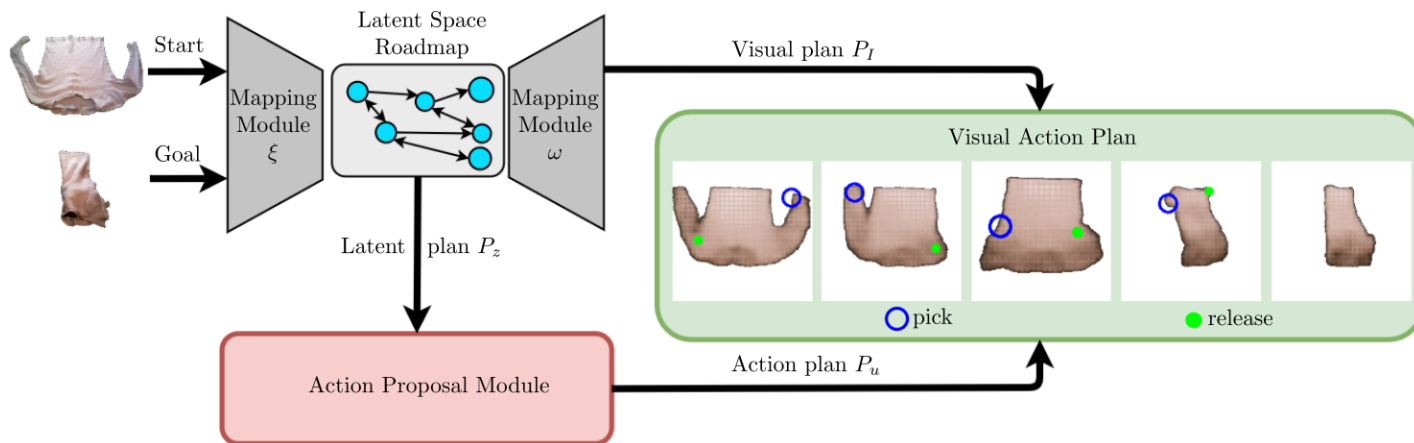 Start
Goal
Mapping
Module
ξ
Latent Space
Roadmap
Mapping
Module
ω
Latent plan P_z
Visual plan P_I
Visual Action Plan
pick
release
Action Proposal Module
Action plan P_u